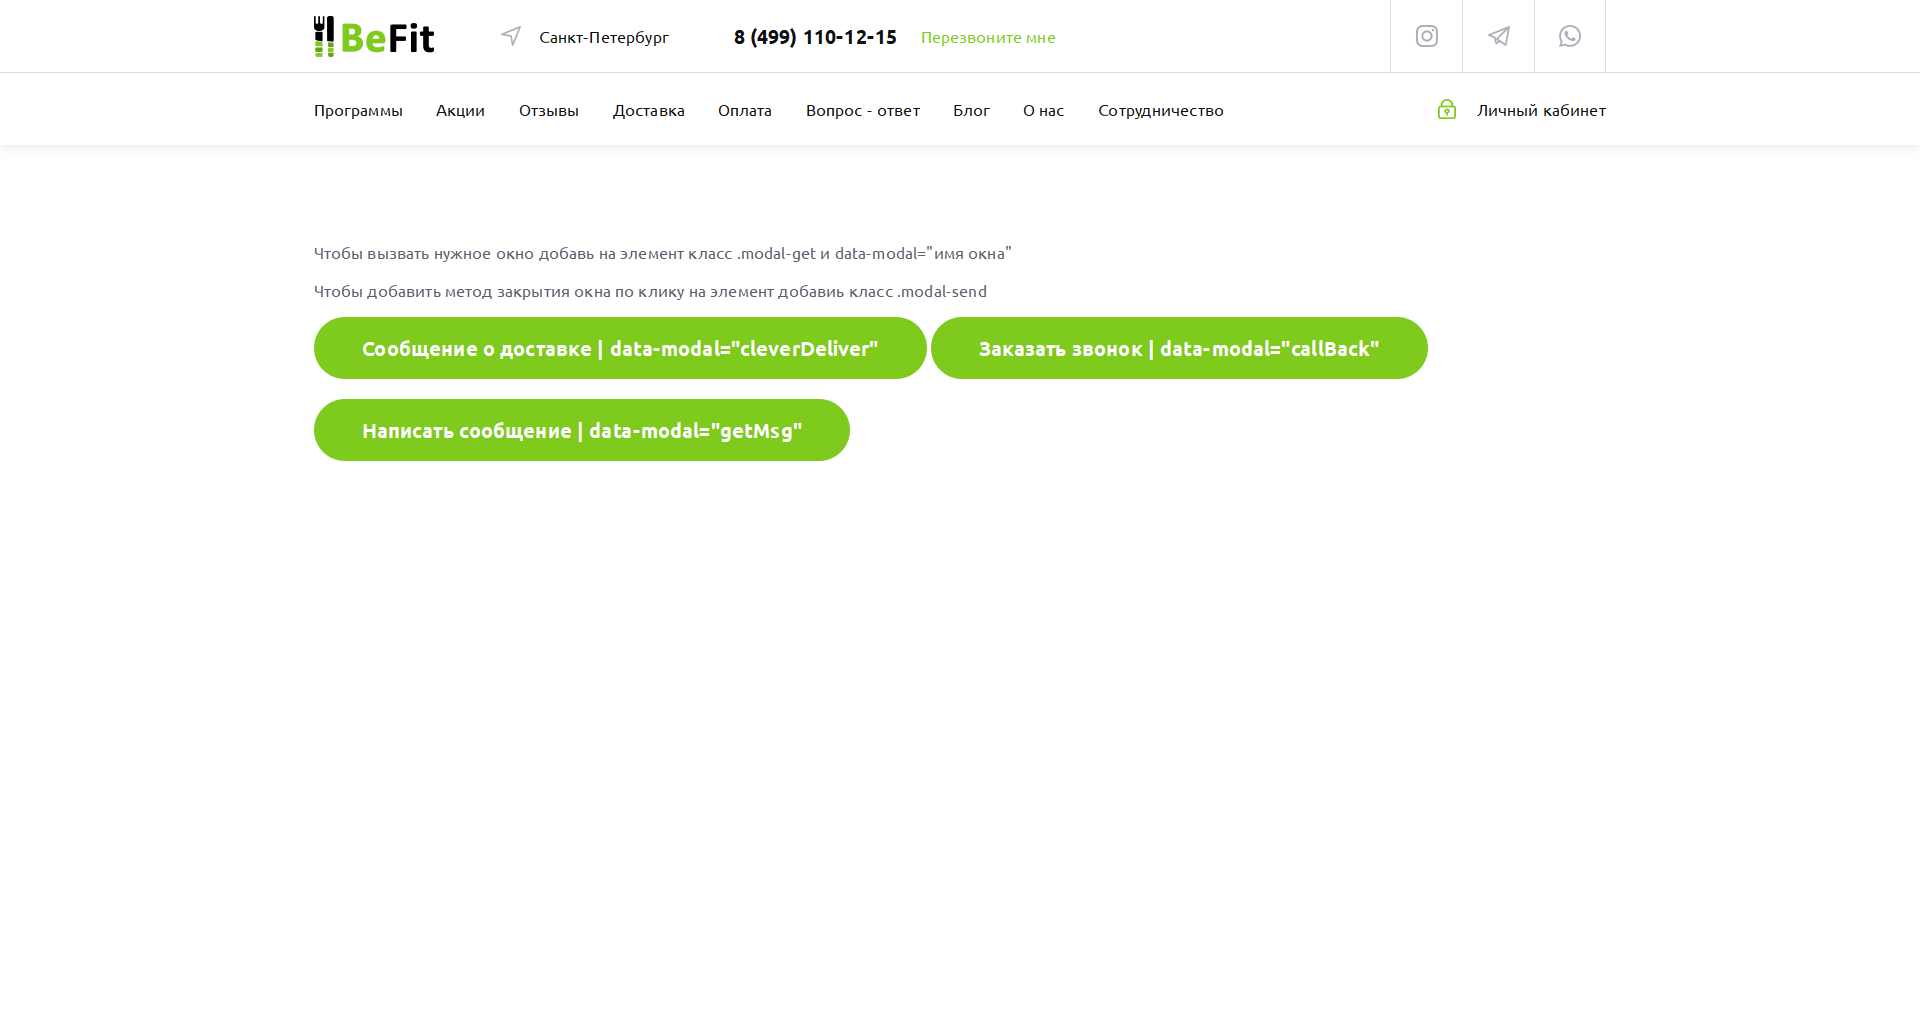 BeFit
Санкт-Петербург
8 (499) 110-12-15
Перезвоните мне
Программы Акции Отзывы Доставка Оплата Вопрос - ответ Блог О нас Сотрудничество
Личный кабинет
Чтобы вызвать нужное окно добавь на элемент класс .modal-get и data-modal="имя окна"
Чтобы добавить метод закрытия окна по клику на элемент добавиь класс .modal-send
Сообщение о доставке | data-modal="cleverDeliver"
Заказать звонок | data-modal="callBack"
Написать сообщение | data-modal="getMsg"